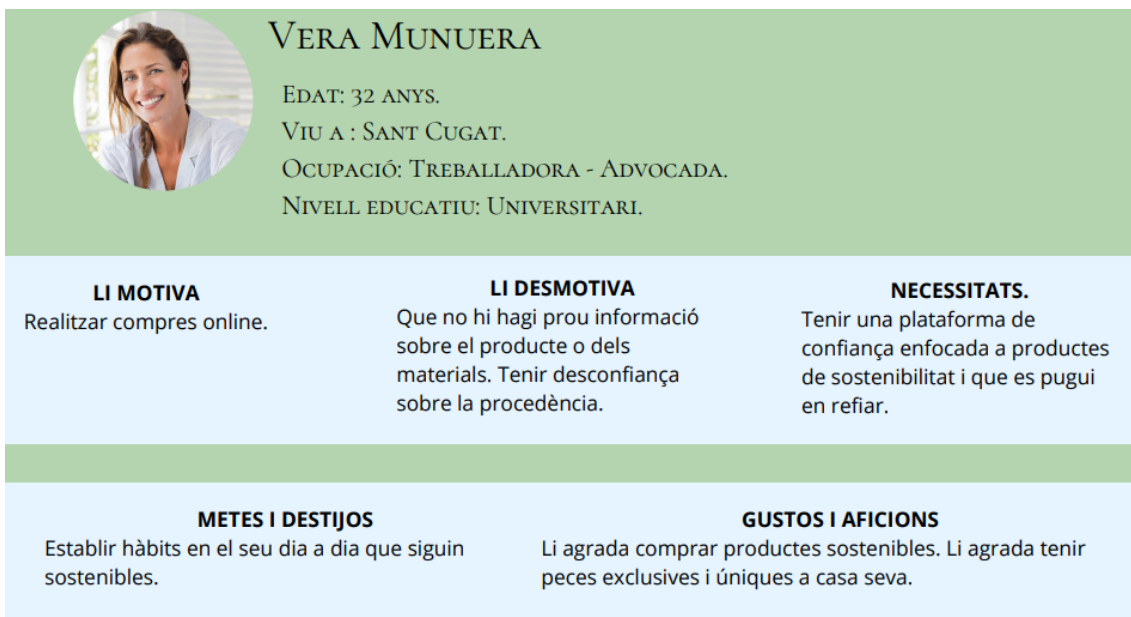 Vera Munuera
Edat: 32 anys.
Viu a : Sant Cugat.
Ocupació: Treballadora - Advocada.
Nivell educatiu: Universitari.
LI MOTIVA
Realitzar compres online.
LI DESMOTIVA
Que no hi hagi prou informació
sobre el producte o dels
materials. Tenir desconfiança
sobre la procedència.
NECESSITATS.
Tenir una plataforma de
confiança enfocada a productes
de sostenibilitat i que es pugui
en refiar.
METES I DESTIJOS
Establir hàbits en el seu dia a dia que siguin
sostenibles.
GUSTOS I AFICIONS
Li agrada comprar productes sostenibles. Li agrada tenir
peces exclusives i úniques a casa seva.